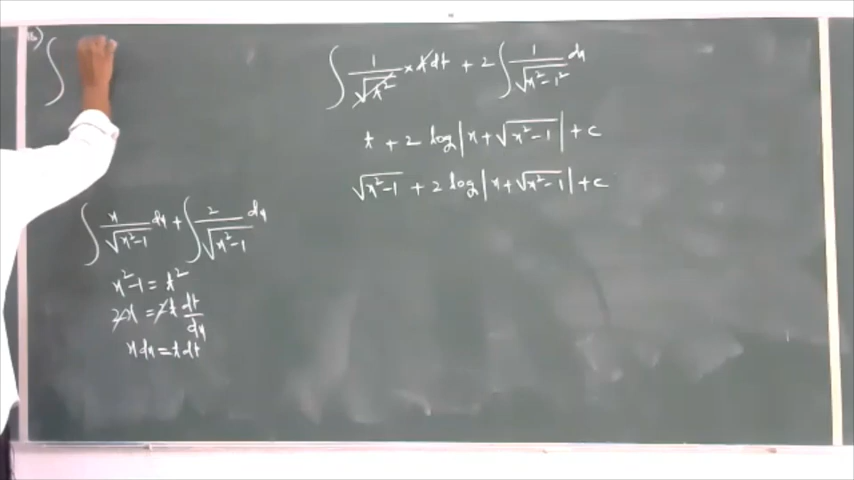 ∫
∫ x/√(x²-1) dx + ∫ 2/√(x²-1) dx
x²-1 = t²
2x = 2t dt/dx
x dx = t dt
∫ 1/√t² × t dt + 2 ∫ 1/√(x²-1²) dx
t + 2 log |x + √(x²-1)| + c
√(x²-1) + 2 log |x + √(x²-1)| + c